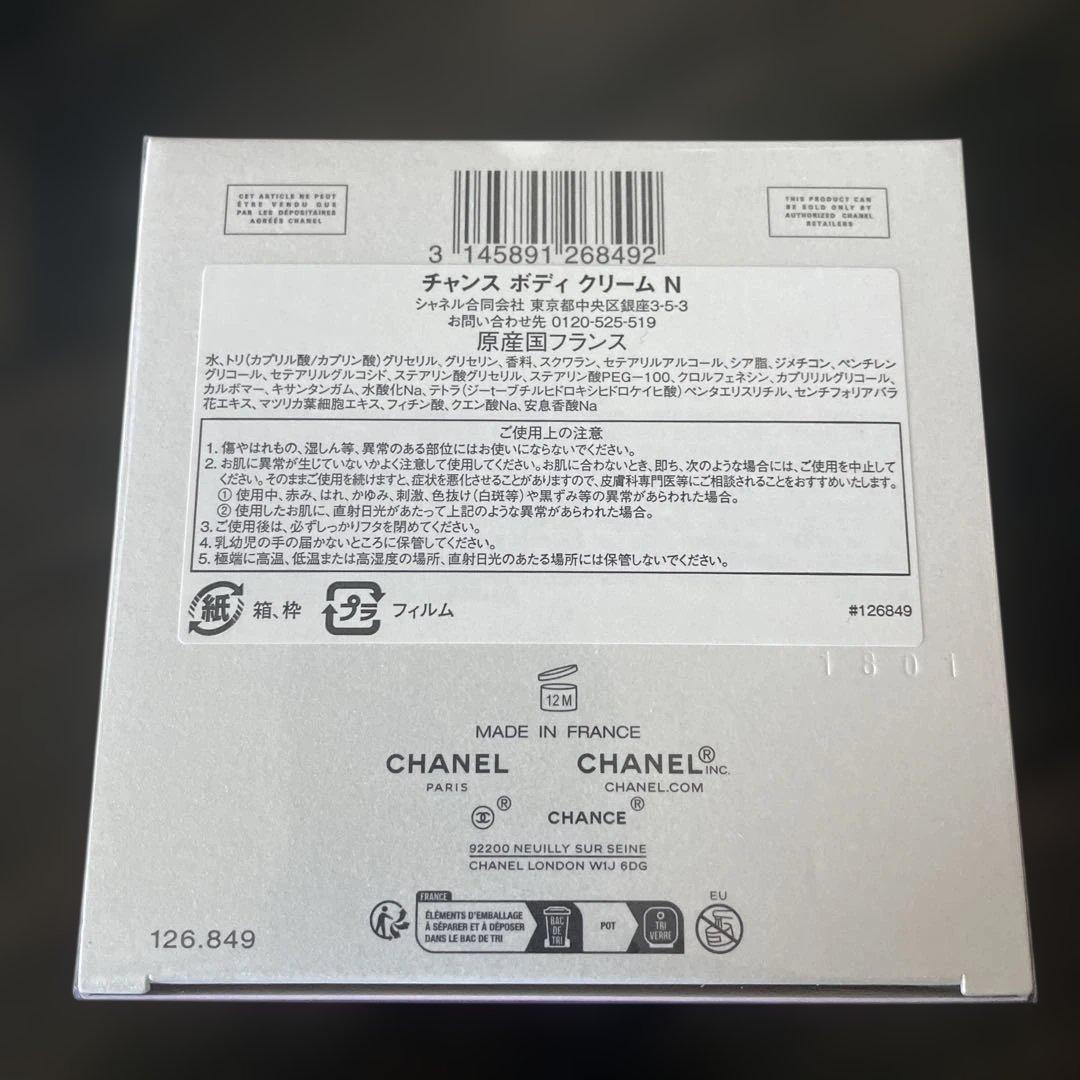 CET ARTICLE NE PEUT
ÊTRE VENDU QUE
PAR LES DÉPOSITAIRES
AGRÉÉS CHANEL
THIS PRODUCT CAN
BE SOLD ONLY BY
AUTHORIZED CHANEL
RETAILERS
3 145891 268492
チャンス ボディ クリーム N
シャネル合同会社 東京都中央区銀座3-5-3
お問い合わせ先 0120-525-519
原産国フランス
水、トリ(カプリル酸/カプリン酸)グリセリル、グリセリン、香料、スクワラン、セテアリルアルコール、シア脂、ジメチコン、ペンチレン
グリコール、セテアリルグルコシド、ステアリン酸グリセリル、ステアリン酸PEG-100、クロルフェネシン、カプリリルグリコール、
カルボマー、キサンタンガム、水酸化Na、テトラ(ジ-t-ブチルヒドロキシヒドロケイヒ酸)ペンタエリスリチル、センチフォリアバラ
花エキス、マツリカ葉細胞エキス、フィチン酸、クエン酸Na、安息香酸Na
ご使用上の注意
1. 傷やはれもの、湿しん等、異常のある部位にはお使いにならないでください。
2. お肌に異常が生じていないかよく注意して使用してください。お肌に合わないとき、即ち、次のような場合には、ご使用を中止して
ください。そのままご使用を続けますと、症状を悪化させることがありますので、皮膚科専門医等にご相談されることをおすすめいたします。
① 使用中、赤み、はれ、かゆみ、刺激、色抜け(白斑等)や黒ずみ等の異常があらわれた場合。
② 使用したお肌に、直射日光があたって上記のような異常があらわれた場合。
3. ご使用後は、必ずしっかりフタを閉めてください。
4. 乳幼児の手の届かないところに保管してください。
5. 極端に高温、低温または高湿度の場所、直射日光のあたる場所には保管しないでください。
紙 箱、枠 プラ フィルム #126849
1801
12M
MADE IN FRANCE
CHANEL CHANEL® INC.
PARIS CHANEL.COM
® CHANCE ®
92200 NEUILLY SUR SEINE
CHANEL LONDON W1J 6DG
FRANCE
ÉLÉMENTS D'EMBALLAGE
À SÉPARER ET À DÉPOSER
DANS LE BAC DE TRI
BAC
DE
TRI
POT
TRI
VERRE
EU
126.849